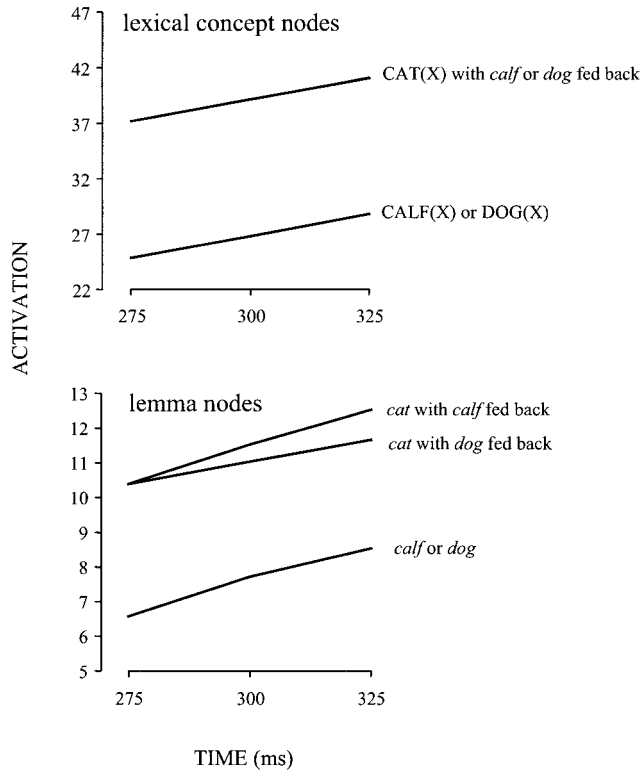 lexical concept nodes
47
42
37
32
27
22
CAT(X) with calf or dog fed back
CALF(X) or DOG(X)
275
300
325
ACTIVATION
lemma nodes
13
12
11
10
9
8
7
6
5
cat with calf fed back
cat with dog fed back
calf or dog
275
300
325
TIME (ms)